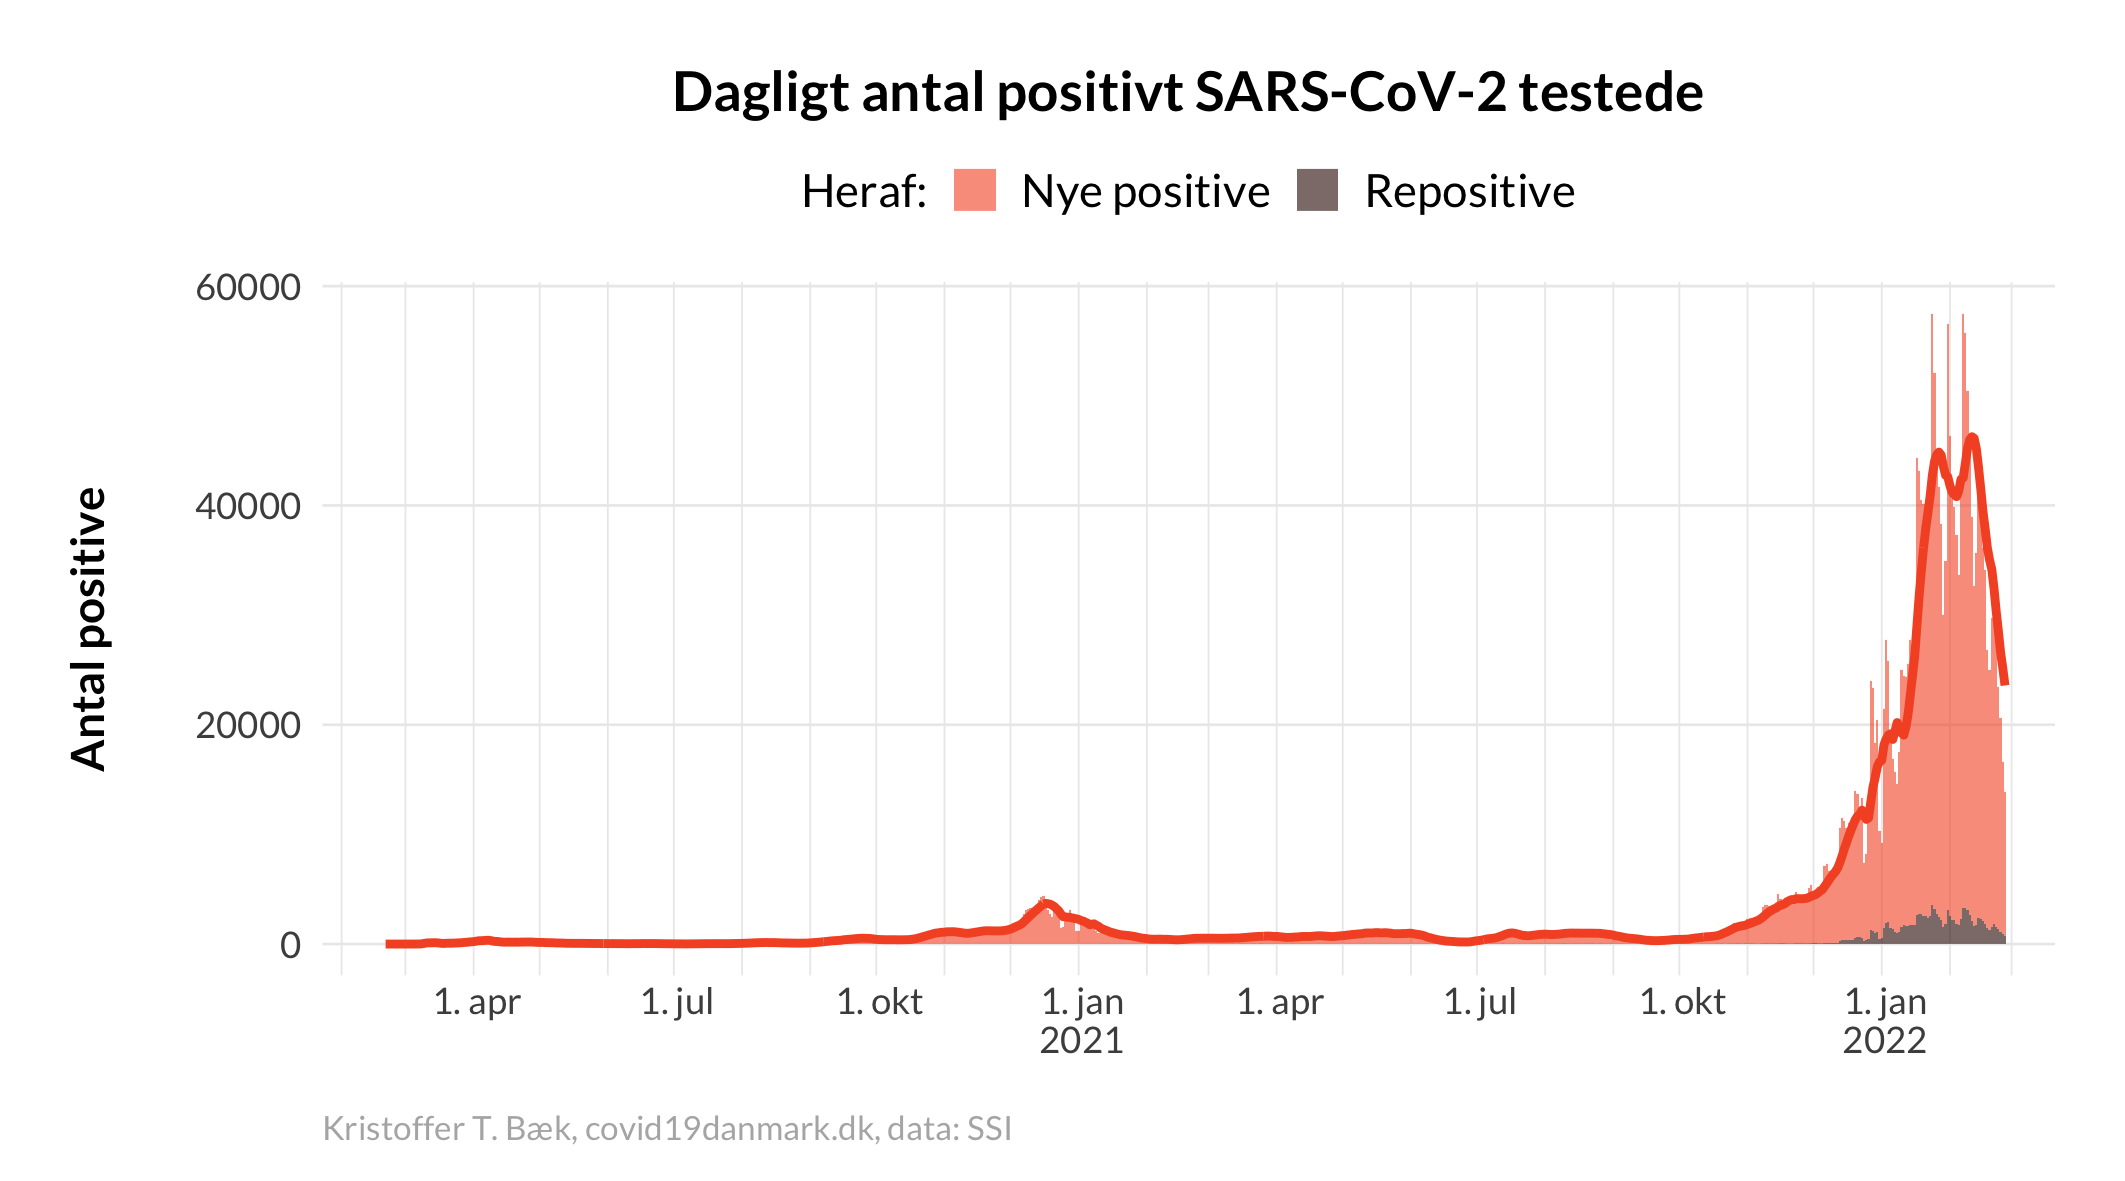 Dagligt antal positivt SARS-CoV-2 testede
Heraf: Nye positive Repositive
Antal positive
60000
40000
20000
0
1. apr 1. jul 1. okt 1. jan 1. apr 1. jul 1. okt 1. jan
2021 2022
Kristoffer T. Bæk, covid19danmark.dk, data: SSI